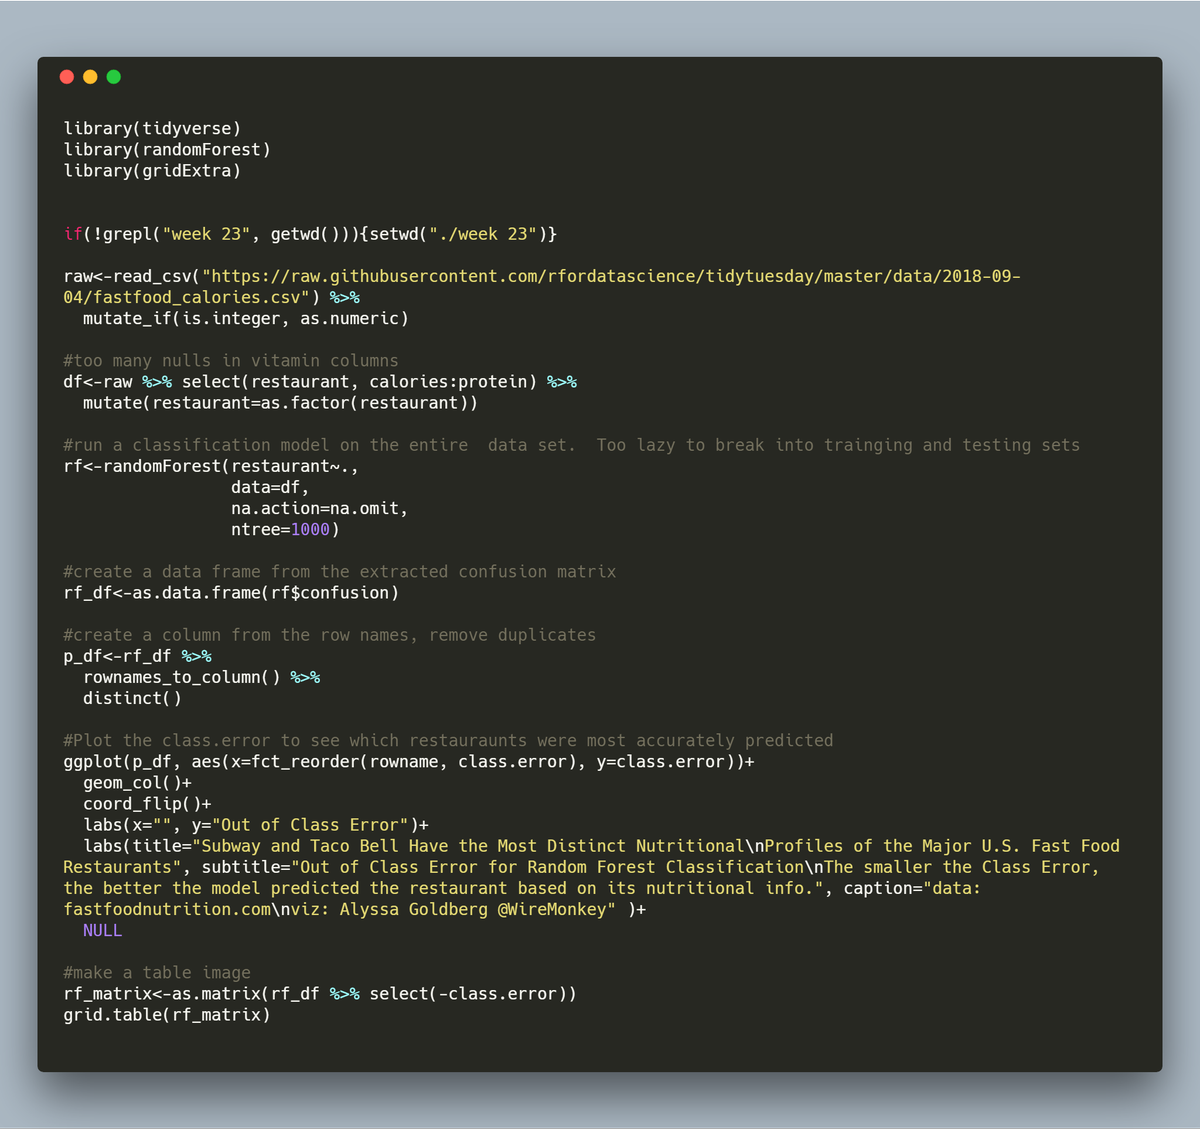 library(tidyverse)
library(randomForest)
library(gridExtra)
if(!grepl("week 23", getwd())){setwd("./week 23")}
raw<-read_csv("https://raw.githubusercontent.com/rfordatascience/tidytuesday/master/data/2018-09-
04/fastfood_calories.csv") %>%
  mutate_if(is.integer, as.numeric)
#too many nulls in vitamin columns
df<-raw %>% select(restaurant, calories:protein) %>%
  mutate(restaurant=as.factor(restaurant))
#run a classification model on the entire  data set.  Too lazy to break into trainging and testing sets
rf<-randomForest(restaurant~.,
                 data=df,
                 na.action=na.omit,
                 ntree=1000)
#create a data frame from the extracted confusion matrix
rf_df<-as.data.frame(rf$confusion)
#create a column from the row names, remove duplicates
p_df<-rf_df %>%
  rownames_to_column() %>%
  distinct()
#Plot the class.error to see which restauraunts were most accurately predicted
ggplot(p_df, aes(x=fct_reorder(rowname, class.error), y=class.error))+
  geom_col()+
  coord_flip()+
  labs(x="", y="Out of Class Error")+
  labs(title="Subway and Taco Bell Have the Most Distinct Nutritional\nProfiles of the Major U.S. Fast Food
Restaurants", subtitle="Out of Class Error for Random Forest Classification\nThe smaller the Class Error,
the better the model predicted the restaurant based on its nutritional info.", caption="data:
fastfoodnutrition.com\nviz: Alyssa Goldberg @WireMonkey" )+
  NULL
#make a table image
rf_matrix<-as.matrix(rf_df %>% select(-class.error))
grid.table(rf_matrix)